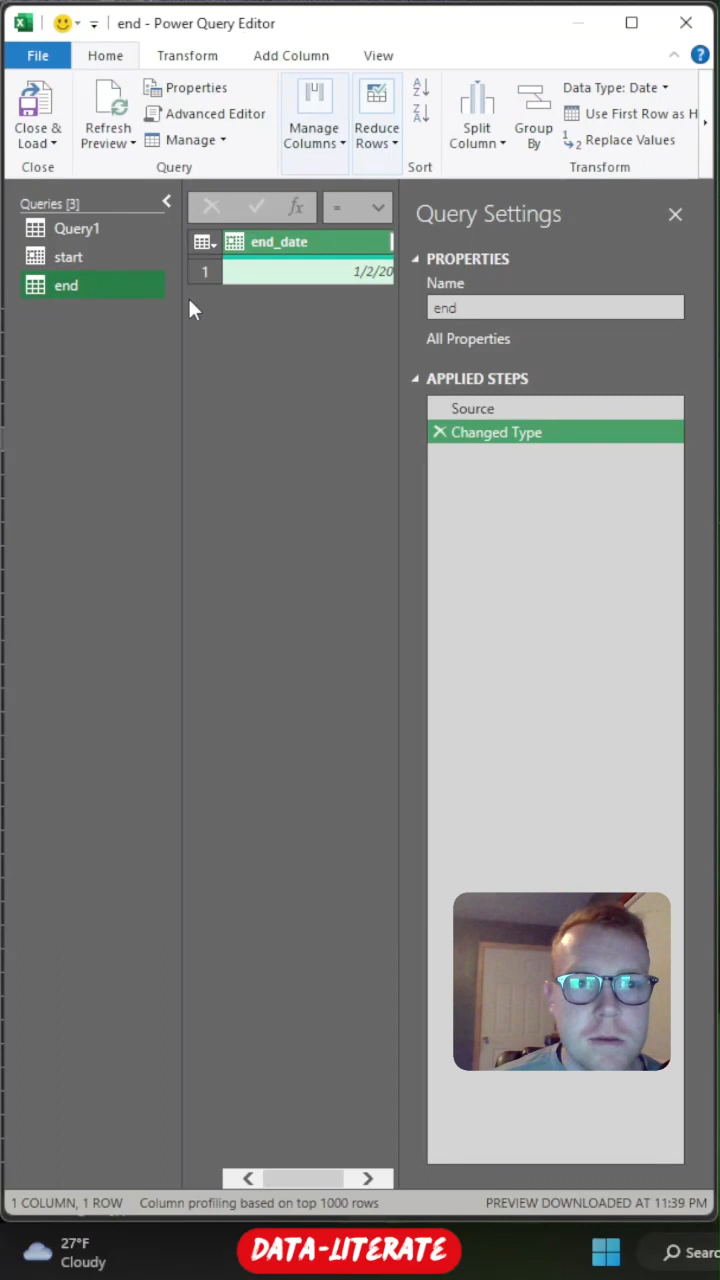 end - Power Query Editor
File
Home
Transform
Add Column
View
?
Close &
Load
Close
Refresh
Preview
Properties
Advanced Editor
Manage
Query
Manage
Columns
Reduce
Rows
A
Z
Z
A
Sort
Split
Column
Group
By
Data Type: Date
Use First Row as H
1
2
Replace Values
Transform
Queries [3]
Query1
start
end
fx
=
end_date
1
1/2/20
Query Settings
PROPERTIES
Name
end
All Properties
APPLIED STEPS
Source
Changed Type
1 COLUMN, 1 ROW
Column profiling based on top 1000 rows
PREVIEW DOWNLOADED AT 11:39 PM
27°F
Cloudy
DATA-LITERATE
Searc